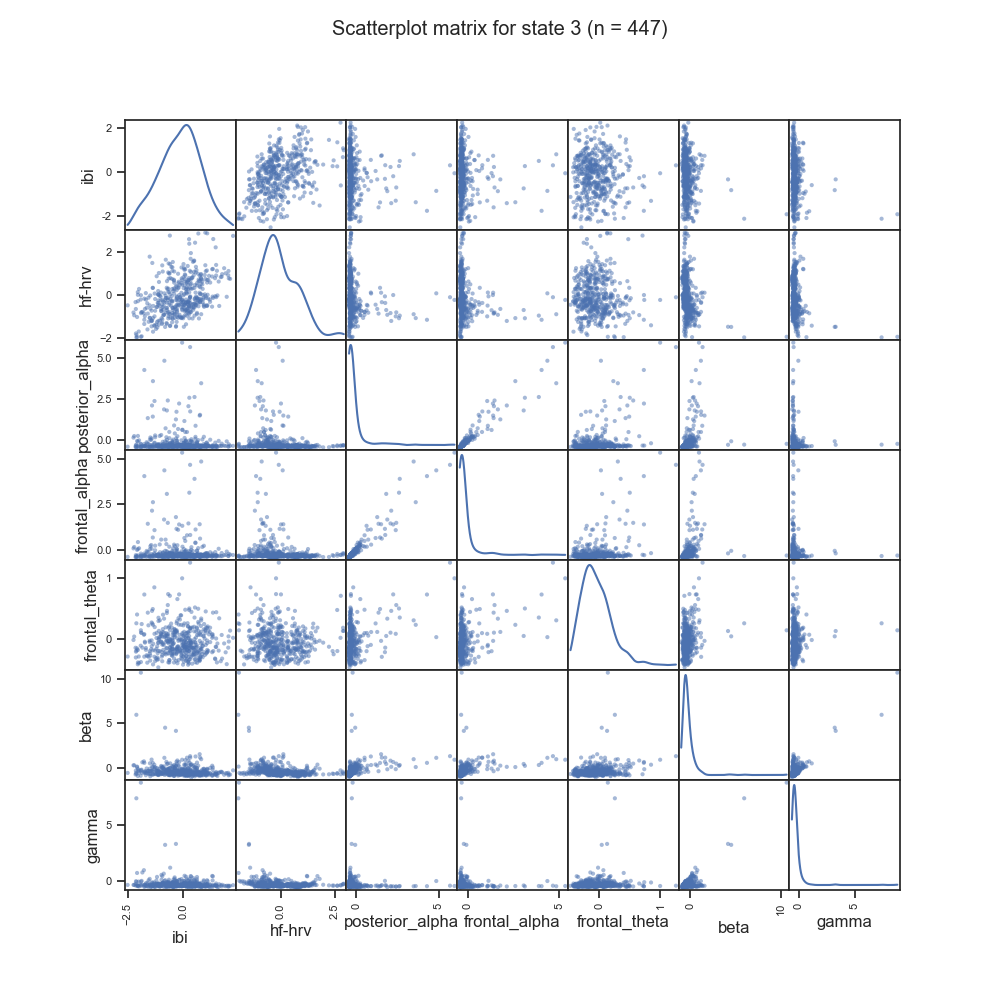 Scatterplot matrix for state 3 (n = 447)
2
0
-2
ibi
2
0
−2
hf-hrv
5.0
2.5
0.0
posterior_alpha
5.0
2.5
0.0
frontal_alpha
1
0
frontal_theta
10
5
0
beta
5
0
gamma
−2.5
0.0
ibi
0.0
2.5
hf-hrv
0
5
posterior_alpha
0
5
frontal_alpha
0
1
frontal_theta
0
10
beta
0
5
gamma